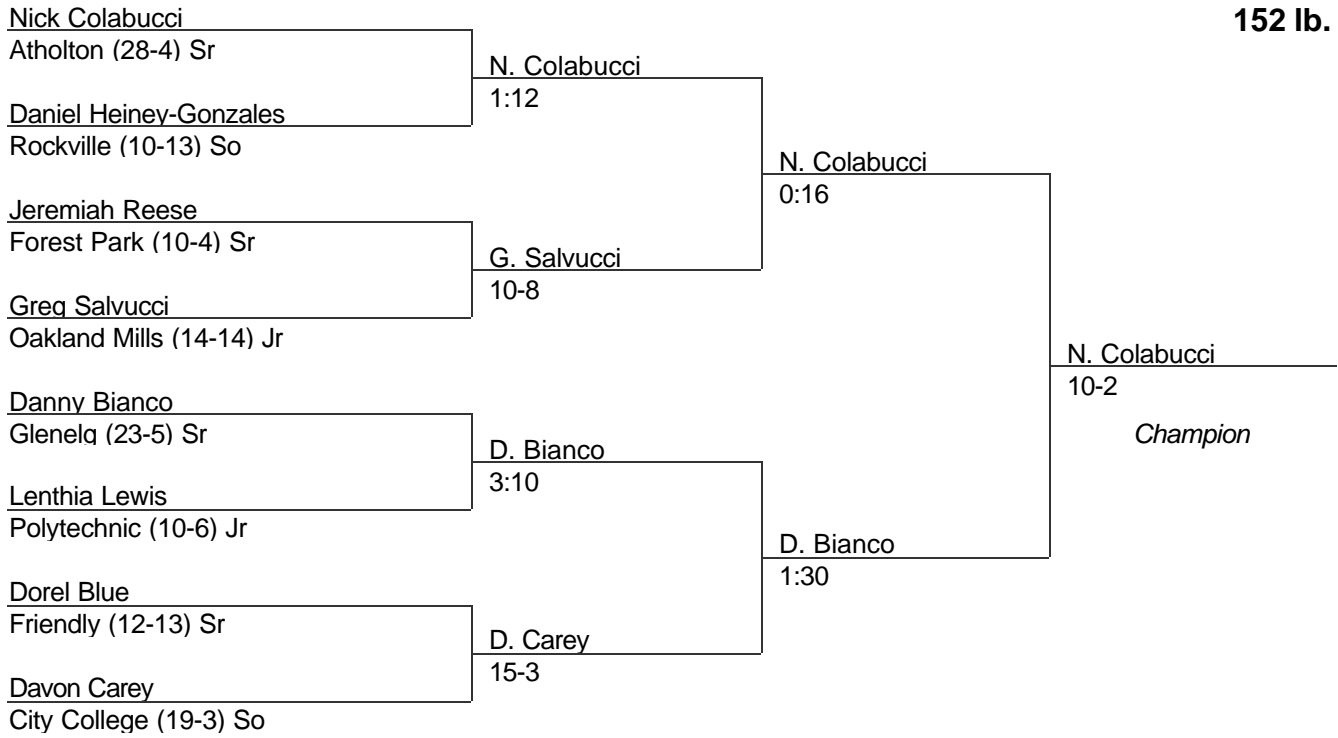 Nick Colabucci
152 lb.
Atholton (28-4) Sr
N. Colabucci
1:12
Daniel Heiney-Gonzales
Rockville (10-13) So
N. Colabucci
0:16
Jeremiah Reese
Forest Park (10-4) Sr
G. Salvucci
10-8
Greg Salvucci
Oakland Mills (14-14) Jr
N. Colabucci
10-2
Champion
Danny Bianco
Glenelg (23-5) Sr
D. Bianco
3:10
Lenthia Lewis
Polytechnic (10-6) Jr
D. Bianco
1:30
Dorel Blue
Friendly (12-13) Sr
D. Carey
15-3
Davon Carey
City College (19-3) So